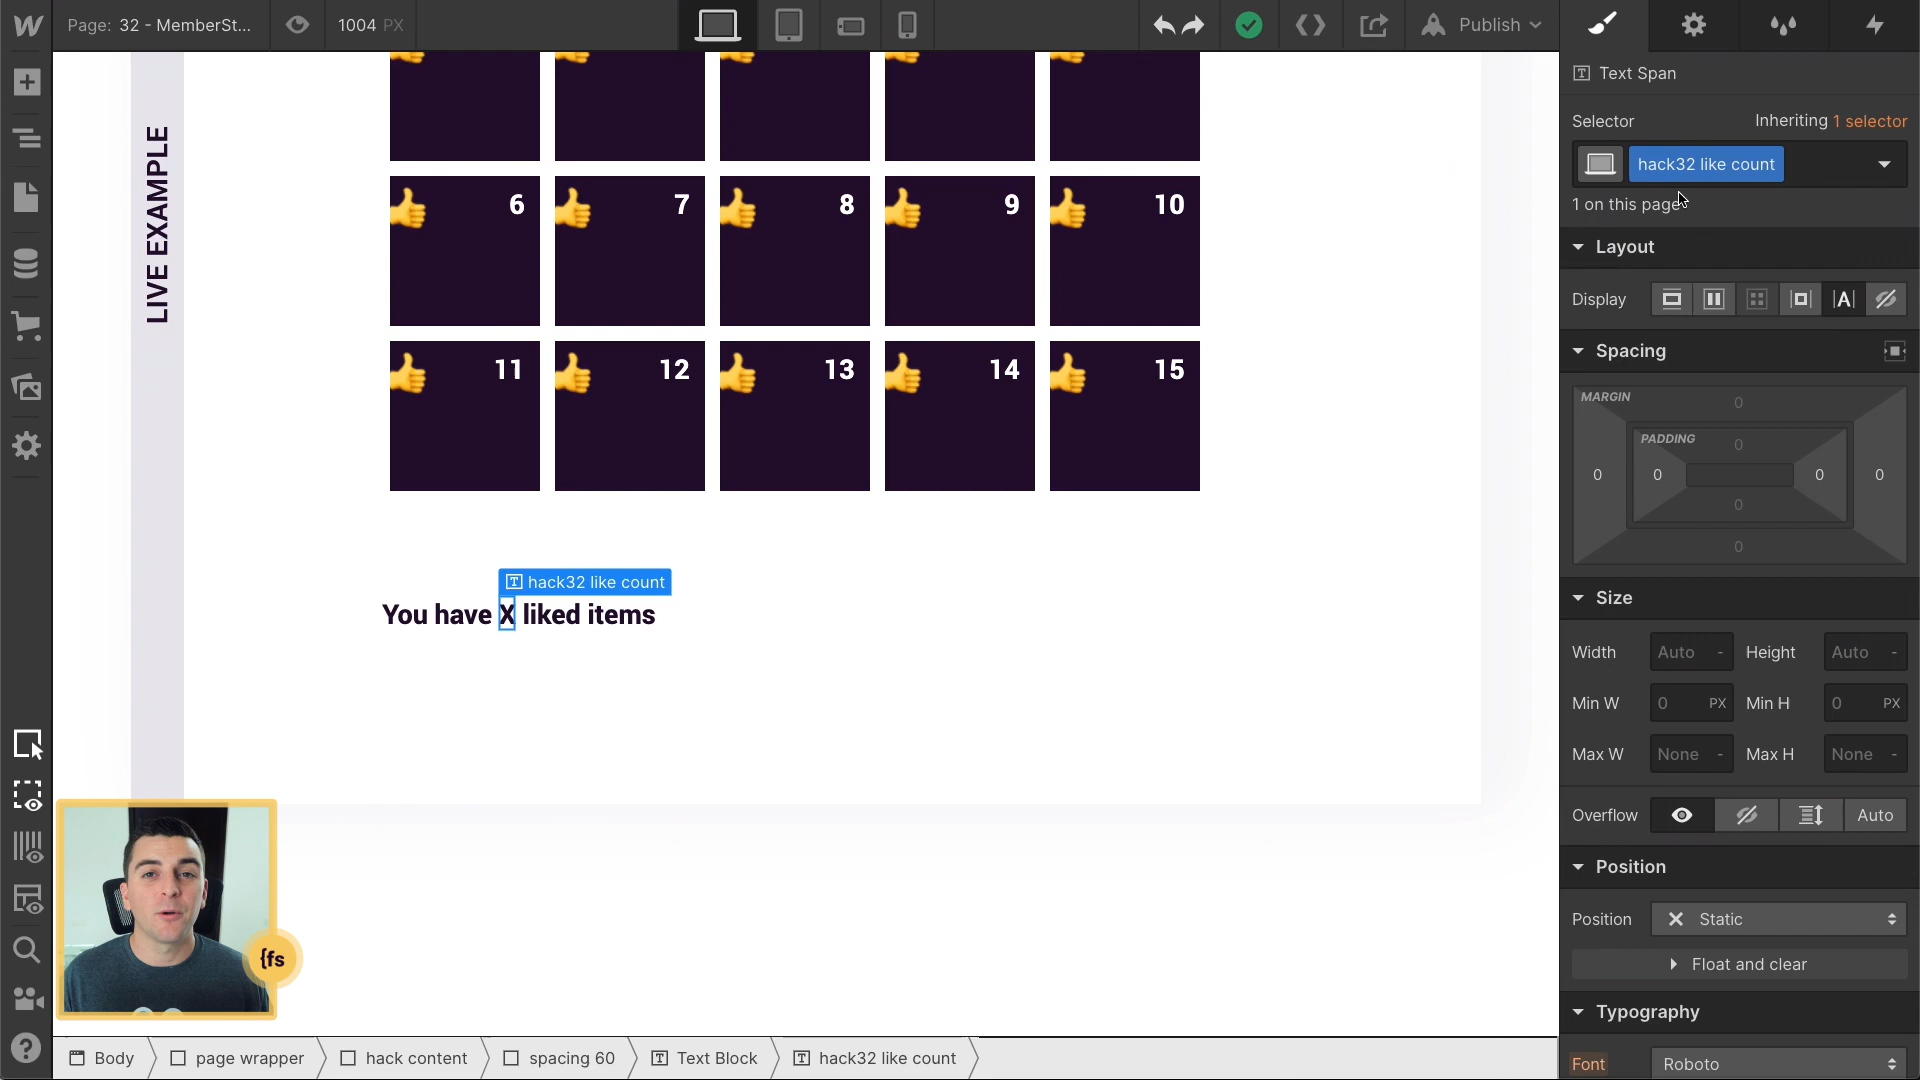 Page: 32 - MemberSt...
1004 PX
Publish
LIVE EXAMPLE
6
7
8
9
10
11
12
13
14
15
hack32 like count
You have X liked items
{fs
Body
page wrapper
hack content
spacing 60
Text Block
hack32 like count
Text Span
Selector
Inheriting 1 selector
hack32 like count
1 on this page
Layout
Display
Spacing
MARGIN
0
PADDING
0
0
0
0
0
0
0
Size
Width Auto - Height Auto -
Min W 0 PX Min H 0 PX
Max W None - Max H None -
Overflow Auto
Position
Position Static
Float and clear
Typography
Font Roboto